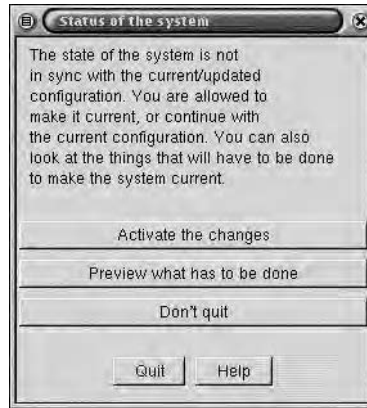 Status of the system
The state of the system is not
in sync with the current/updated
configuration. You are allowed to
make it current, or continue with
the current configuration. You can also
look at the things that will have to be done
to make the system current.
Activate the changes
Preview what has to be done
Don't quit
Quit
Help